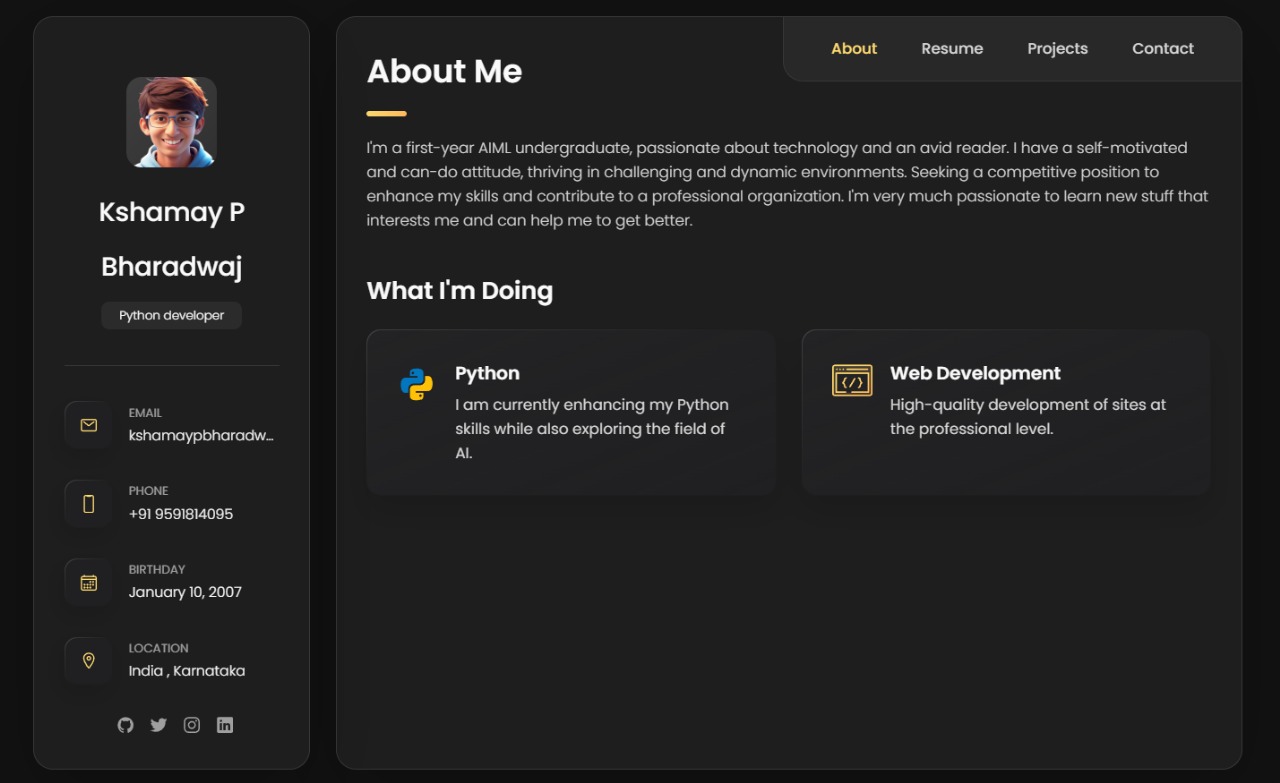 Kshamay P
Bharadwaj
Python developer
EMAIL
kshamaypbharadw...
PHONE
+91 9591814095
BIRTHDAY
January 10, 2007
LOCATION
India , Karnataka
About Resume Projects Contact
About Me
I'm a first-year AIML undergraduate, passionate about technology and an avid reader. I have a self-motivated
and can-do attitude, thriving in challenging and dynamic environments. Seeking a competitive position to
enhance my skills and contribute to a professional organization. I'm very much passionate to learn new stuff that
interests me and can help me to get better.
What I'm Doing
Python
I am currently enhancing my Python
skills while also exploring the field of
AI.
Web Development
High-quality development of sites at
the professional level.